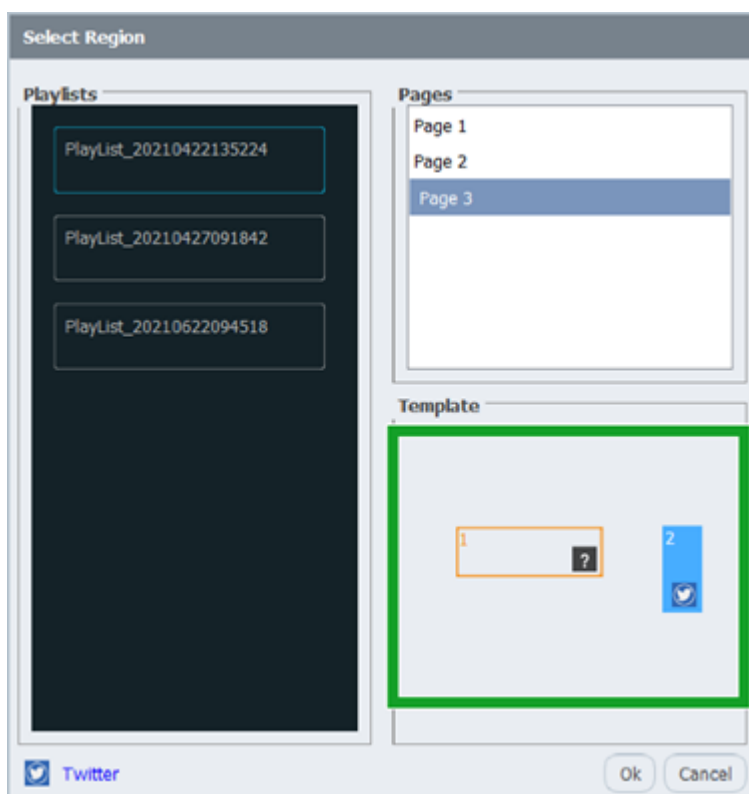 Select Region
Playlists
PlayList_20210422135224
PlayList_20210427091842
PlayList_20210622094518
Pages
Page 1
Page 2
Page 3
Template
1
?
2
Twitter
Ok
Cancel